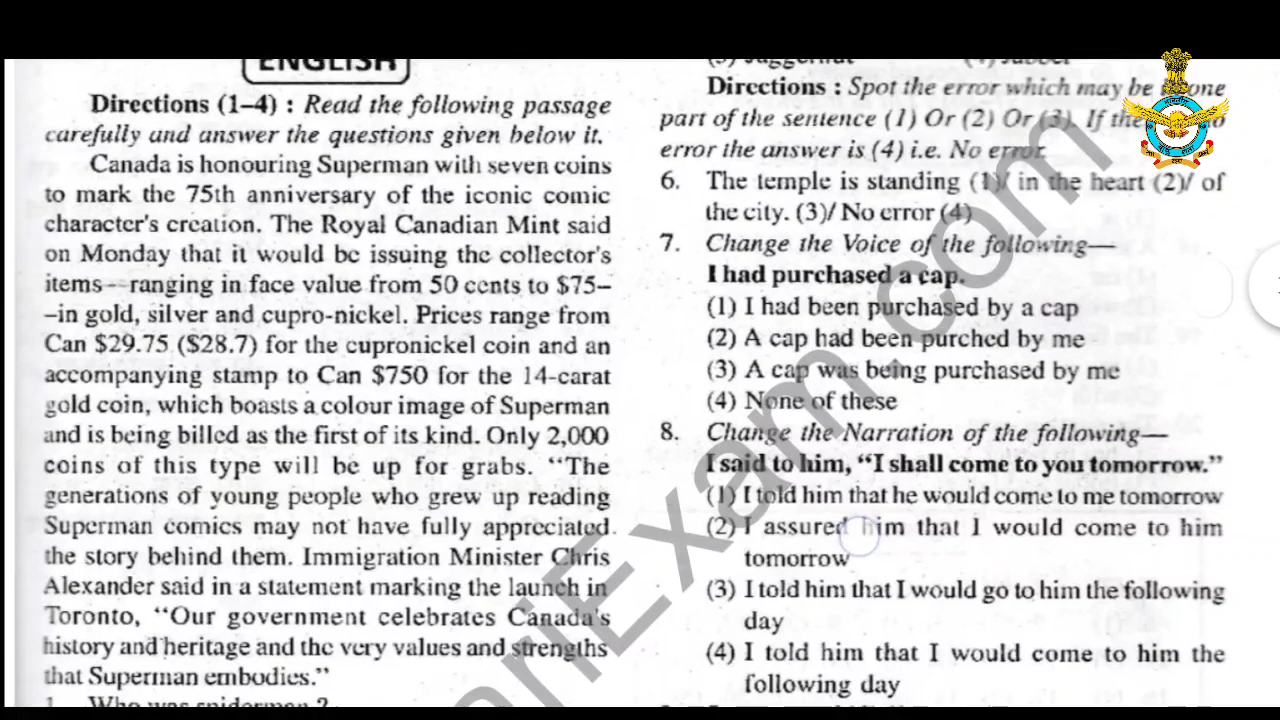 ENGLISH
Directions (1–4) : Read the following passage
carefully and answer the questions given below it.
Canada is honouring Superman with seven coins
to mark the 75th anniversary of the iconic comic
character's creation. The Royal Canadian Mint said
on Monday that it would be issuing the collector's
items--ranging in face value from 50 cents to $75–
–in gold, silver and cupro-nickel. Prices range from
Can $29.75 ($28.7) for the cupronickel coin and an
accompanying stamp to Can $750 for the 14-carat
gold coin, which boasts a colour image of Superman
and is being billed as the first of its kind. Only 2,000
coins of this type will be up for grabs. “The
generations of young people who grew up reading
Superman comics may not have fully appreciated
the story behind them. Immigration Minister Chris
Alexander said in a statement marking the launch in
Toronto, “Our government celebrates Canada's
history and heritage and the very values and strengths
that Superman embodies.”
1. Who was spiderman ?
(3) Juggernut (4) Jabber
Directions : Spot the error which may be in one
part of the sentence (1) Or (2) Or (3). If the
error the answer is (4) i.e. No error.
6. The temple is standing (1)/ in the heart (2)/ of
the city. (3)/ No error (4)
7. Change the Voice of the following—
I had purchased a cap.
(1) I had been purchased by a cap
(2) A cap had been purched by me
(3) A cap was being purchased by me
(4) None of these
8. Change the Narration of the following—
I said to him, “I shall come to you tomorrow.”
(1) I told him that he would come to me tomorrow
(2) I assured him that I would come to him
tomorrow
(3) I told him that I would go to him the following
day
(4) I told him that I would come to him the
following day
ariExam.com